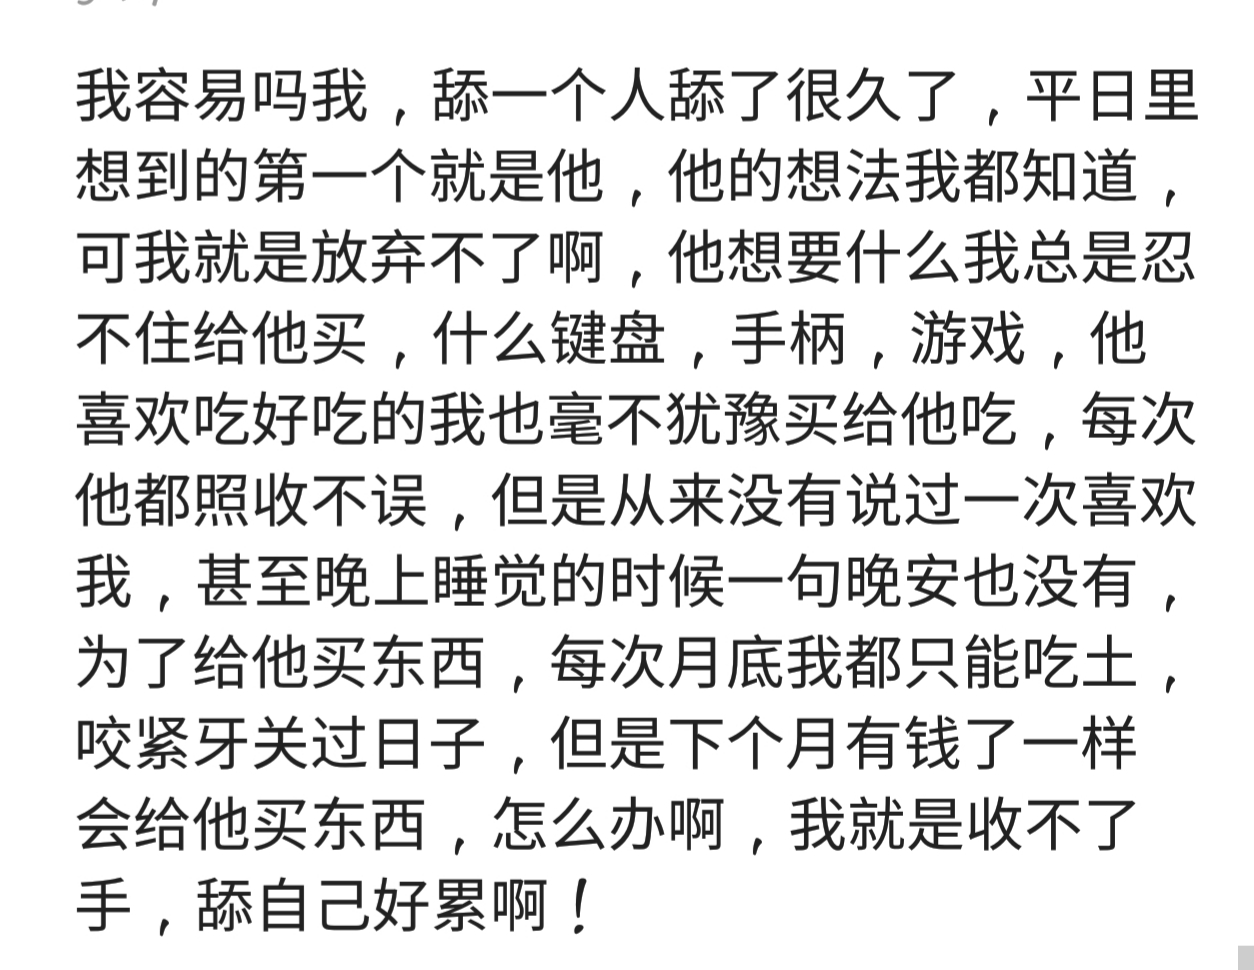 我容易吗我，舔一个人舔了很久了，平日里
想到的第一个就是他，他的想法我都知道，
可我就是放弃不了啊，他想要什么我总是忍
不住给他买，什么键盘，手柄，游戏，他
喜欢吃好吃的我也毫不犹豫买给他吃，每次
他都照收不误，但是从来没有说过一次喜欢
我，甚至晚上睡觉的时候一句晚安也没有，
为了给他买东西，每次月底我都只能吃土，
咬紧牙关过日子，但是下个月有钱了一样
会给他买东西，怎么办啊，我就是收不了
手，舔自己好累啊！